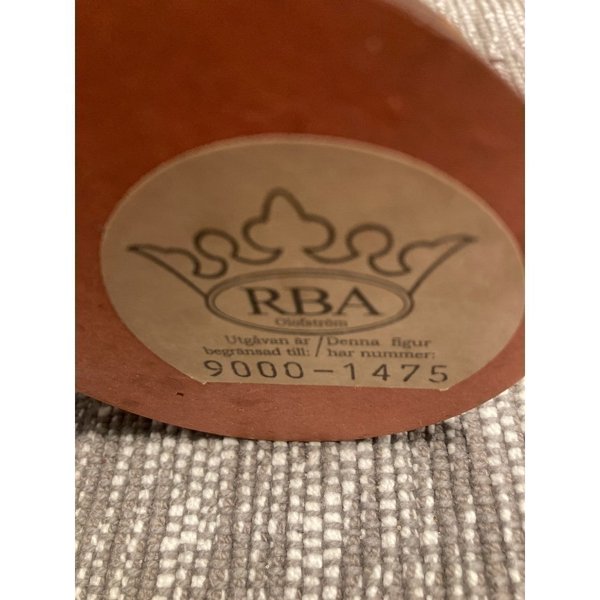 RBA
Olofström
Utgåvan är / Denna figur
begränsad till: / har nummer:
9000-1475